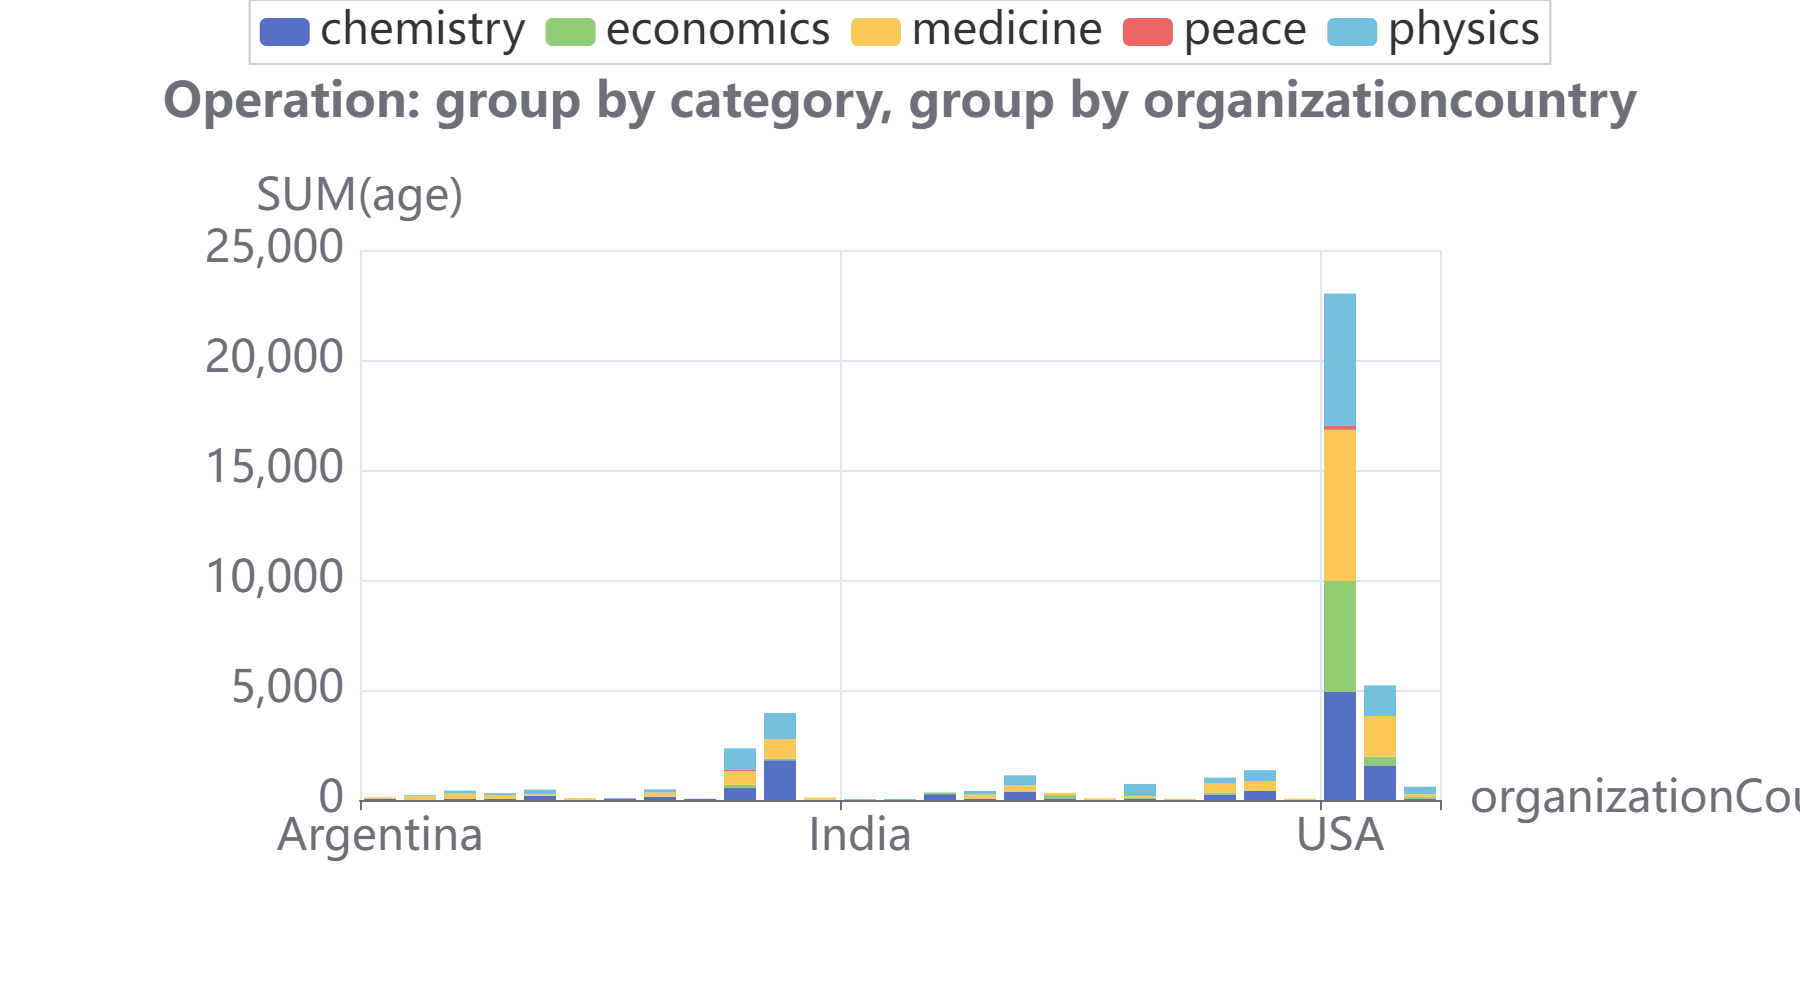 chemistry economics medicine peace physics
Operation: group by category, group by organizationcountry
SUM(age)
25,000
20,000
15,000
10,000
5,000
0
organizationCou
Argentina India USA